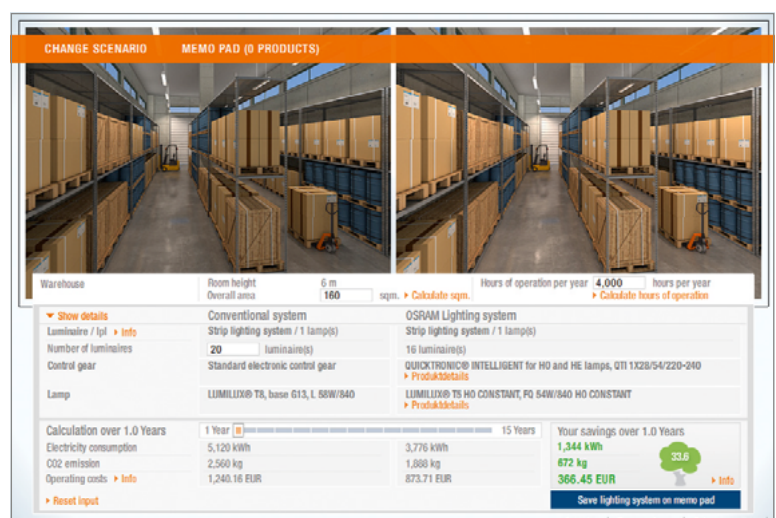 CHANGE SCENARIO MEMO PAD (0 PRODUCTS)
Warehouse Room height 6 m Hours of operation per year 4,000 hours per year
Overall area 160 sqm. Calculate sqm. Calculate hours of operation
Show details Conventional system OSRAM Lighting system
Luminaire / lpl Info Strip lighting system / 1 lamp(s) Strip lighting system / 1 lamp(s)
Number of luminaires 20 luminaire(s) 16 luminaire(s)
Control gear Standard electronic control gear QUICKTRONIC® INTELLIGENT for HO and HE lamps, QTI 1X28/54/220-240
Produktdetails
Lamp LUMILUX® T8, base G13, L 58W/840 LUMILUX® T5 HO CONSTANT, FQ 54W/840 HO CONSTANT
Produktdetails
Calculation over 1.0 Years 1 Year 15 Years Your savings over 1.0 Years
Electricity consumption 5,120 kWh 3,776 kWh 1,344 kWh
CO2 emission 2,560 kg 1,888 kg 672 kg 33.6
Operating costs Info 1,240.16 EUR 873.71 EUR 366.45 EUR Info
Reset input Save lighting system on memo pad